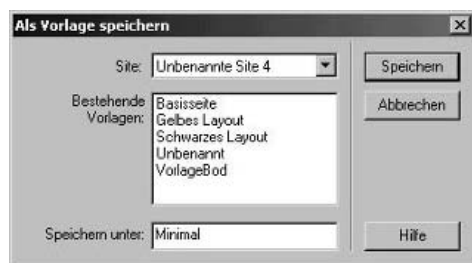 Als Vorlage speichern
Site: Unbenannte Site 4
Speichern
Bestehende Vorlagen:
Basisseite
Gelbes Layout
Schwarzes Layout
Unbenannt
VorlageBod
Abbrechen
Speichern unter: Minimal
Hilfe